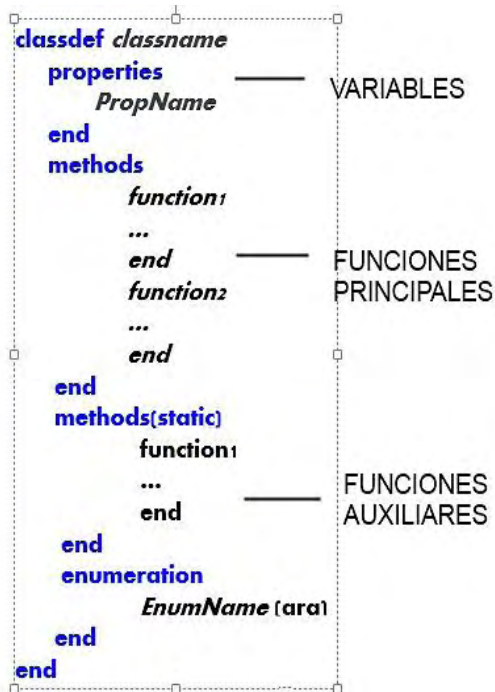 classdef classname
properties
VARIABLES
PropName
end
methods
function1
...
end
FUNCIONES
function2
PRINCIPALES
...
end
end
methods(static)
function1
...
FUNCIONES
end
AUXILIARES
end
enumeration
EnumName (ara)
end
end